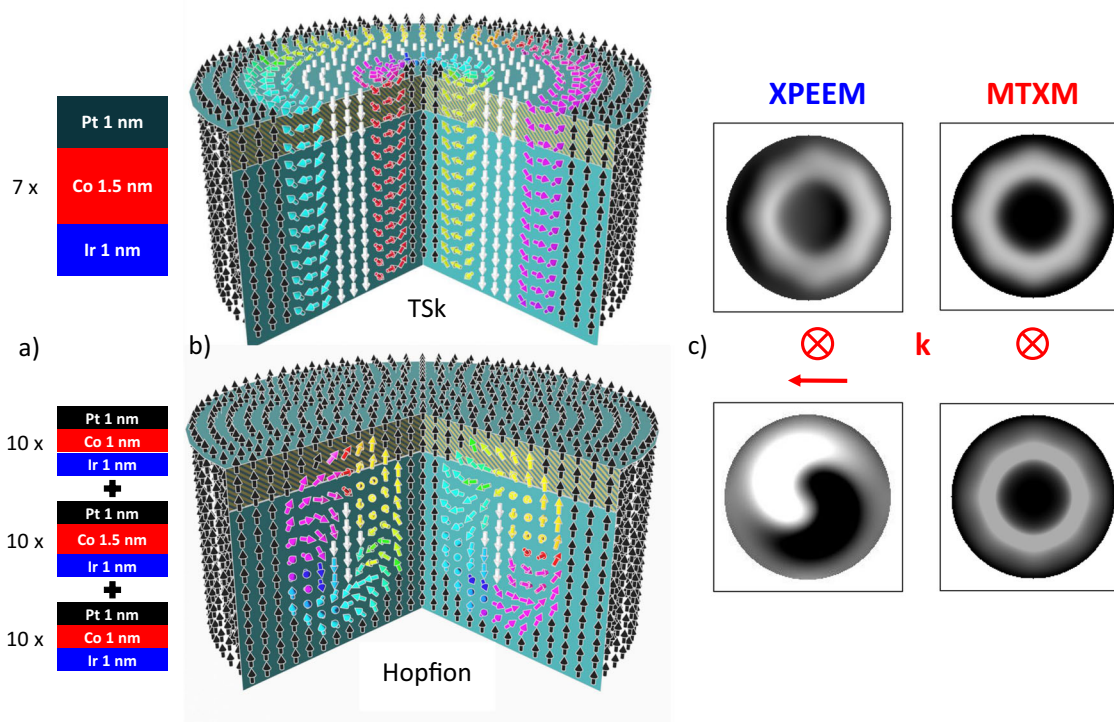 XPEEM
MTXM
Pt 1 nm
7 x
Co 1.5 nm
Ir 1 nm
TSk
a)
b)
c)
k
Pt 1 nm
10 x
Co 1 nm
Ir 1 nm
+
Pt 1 nm
10 x
Co 1.5 nm
Ir 1 nm
+
Pt 1 nm
10 x
Co 1 nm
Ir 1 nm
Hopfion